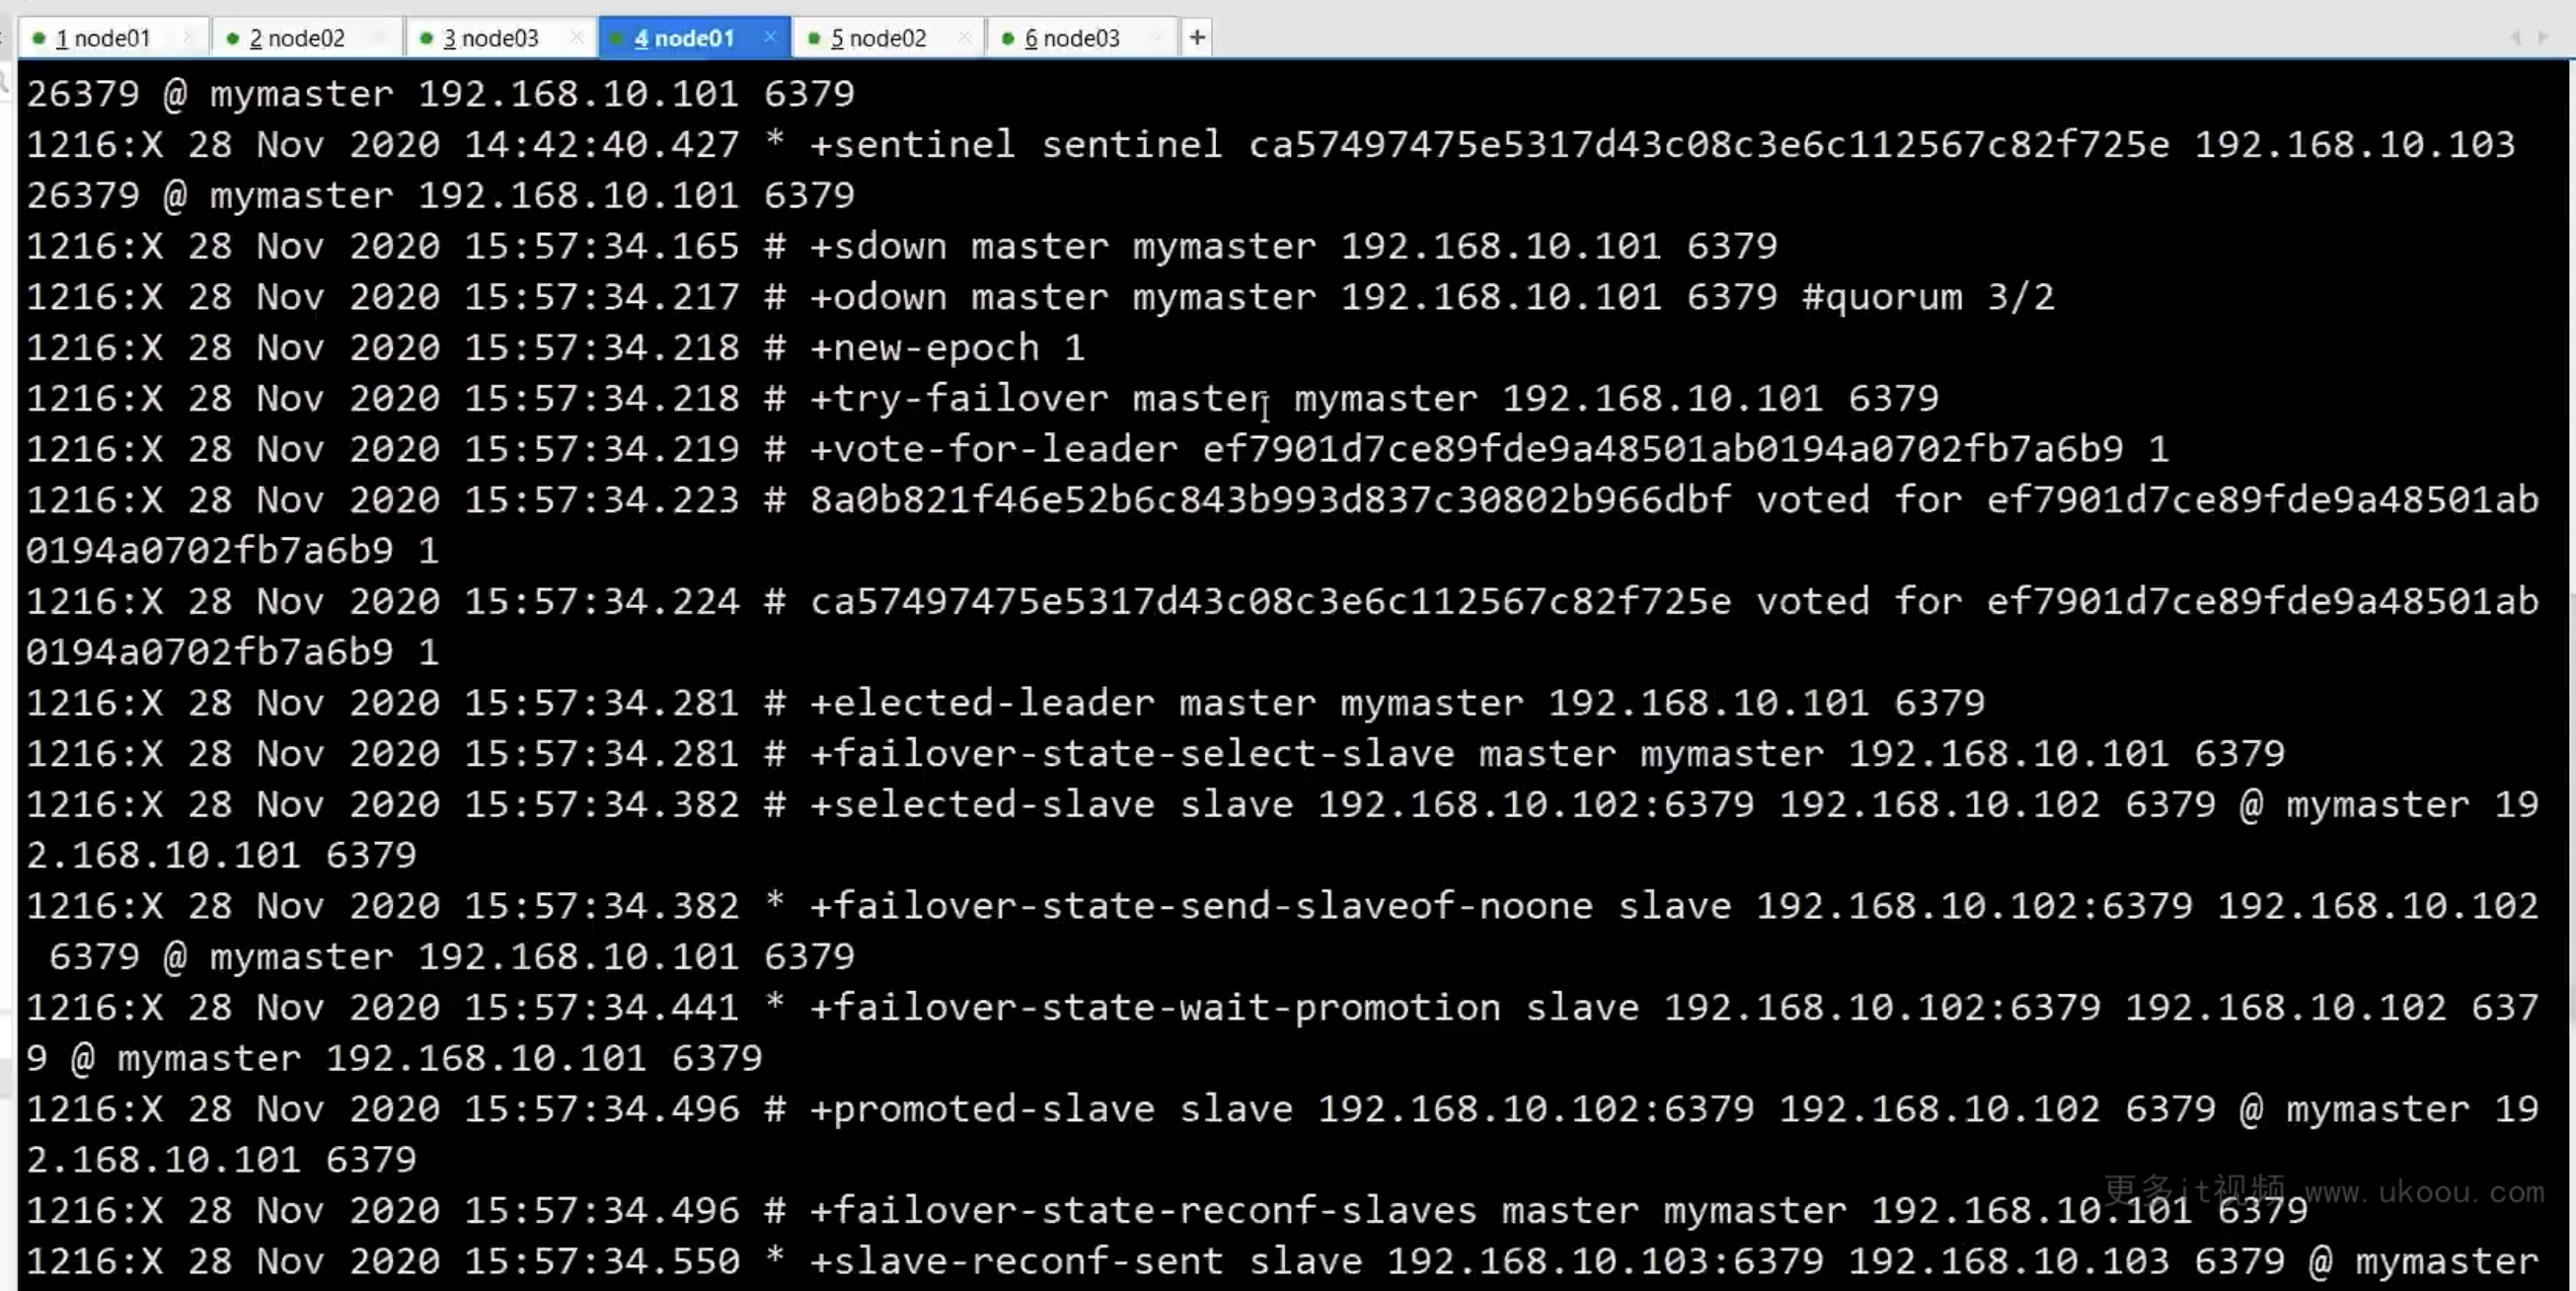 1 node01
2 node02
3 node03
4 node01
5 node02
6 node03
+
26379 @ mymaster 192.168.10.101 6379
1216:X 28 Nov 2020 14:42:40.427 * +sentinel sentinel ca57497475e5317d43c08c3e6c112567c82f725e 192.168.10.103
26379 @ mymaster 192.168.10.101 6379
1216:X 28 Nov 2020 15:57:34.165 # +sdown master mymaster 192.168.10.101 6379
1216:X 28 Nov 2020 15:57:34.217 # +odown master mymaster 192.168.10.101 6379 #quorum 3/2
1216:X 28 Nov 2020 15:57:34.218 # +new-epoch 1
1216:X 28 Nov 2020 15:57:34.218 # +try-failover master mymaster 192.168.10.101 6379
1216:X 28 Nov 2020 15:57:34.219 # +vote-for-leader ef7901d7ce89fde9a48501ab0194a0702fb7a6b9 1
1216:X 28 Nov 2020 15:57:34.223 # 8a0b821f46e52b6c843b993d837c30802b966dbf voted for ef7901d7ce89fde9a48501ab
0194a0702fb7a6b9 1
1216:X 28 Nov 2020 15:57:34.224 # ca57497475e5317d43c08c3e6c112567c82f725e voted for ef7901d7ce89fde9a48501ab
0194a0702fb7a6b9 1
1216:X 28 Nov 2020 15:57:34.281 # +elected-leader master mymaster 192.168.10.101 6379
1216:X 28 Nov 2020 15:57:34.281 # +failover-state-select-slave master mymaster 192.168.10.101 6379
1216:X 28 Nov 2020 15:57:34.382 # +selected-slave slave 192.168.10.102:6379 192.168.10.102 6379 @ mymaster 19
2.168.10.101 6379
1216:X 28 Nov 2020 15:57:34.382 * +failover-state-send-slaveof-noone slave 192.168.10.102:6379 192.168.10.102
 6379 @ mymaster 192.168.10.101 6379
1216:X 28 Nov 2020 15:57:34.441 * +failover-state-wait-promotion slave 192.168.10.102:6379 192.168.10.102 637
9 @ mymaster 192.168.10.101 6379
1216:X 28 Nov 2020 15:57:34.496 # +promoted-slave slave 192.168.10.102:6379 192.168.10.102 6379 @ mymaster 19
2.168.10.101 6379
更多it视频 www.ukoou.com
1216:X 28 Nov 2020 15:57:34.496 # +failover-state-reconf-slaves master mymaster 192.168.10.101 6379
1216:X 28 Nov 2020 15:57:34.550 * +slave-reconf-sent slave 192.168.10.103:6379 192.168.10.103 6379 @ mymaster